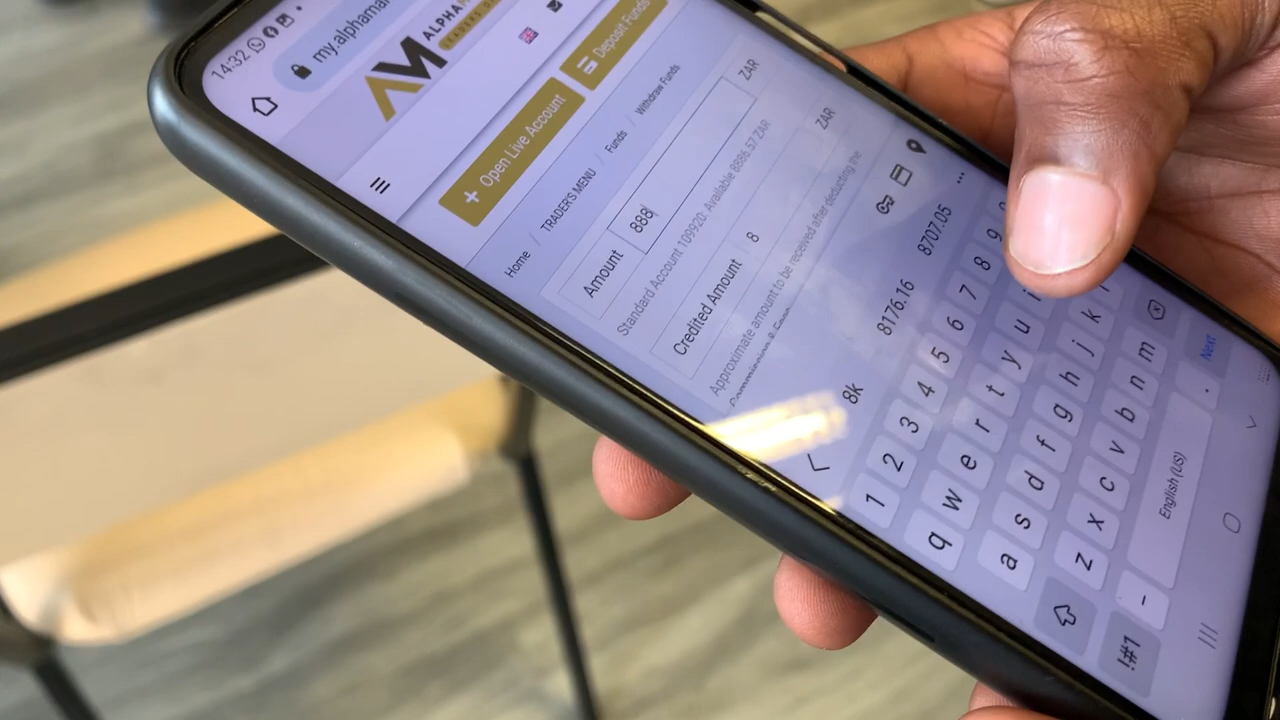 14:32
my.alphamar
ALPHA
LEADERS.O
AM
+ Open Live Account
Deposit Funds
Home / TRADERS MENU / Funds / Withdraw Funds
Amount 888 ZAR
Standard Account 109920: Available 8886.57 ZAR
Credited Amount 8 ZAR
Approximate amount to be received after deducting the
8k 8176.16 8707.05 ...
1 2 3 4 5 6 7 8 9
q w e r t y u i
a s d f g h j k
z x c v b n m
!#1 - English (US) . Next